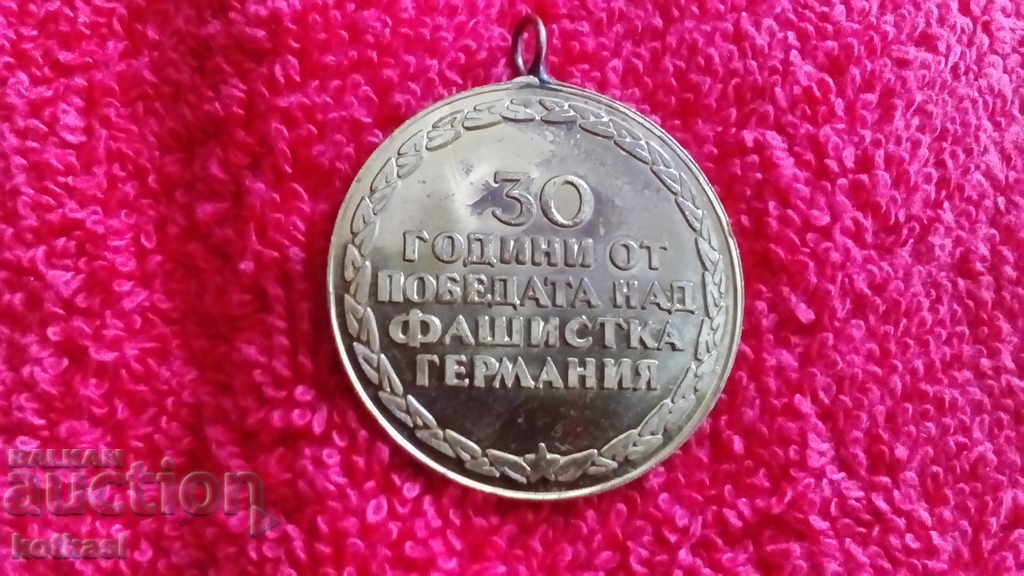 30
ГОДИНИ ОТ
ПОБЕДАТА НАД
ФАШИСТКА
ГЕРМАНИЯ
BALKAN
auction
kotkasl